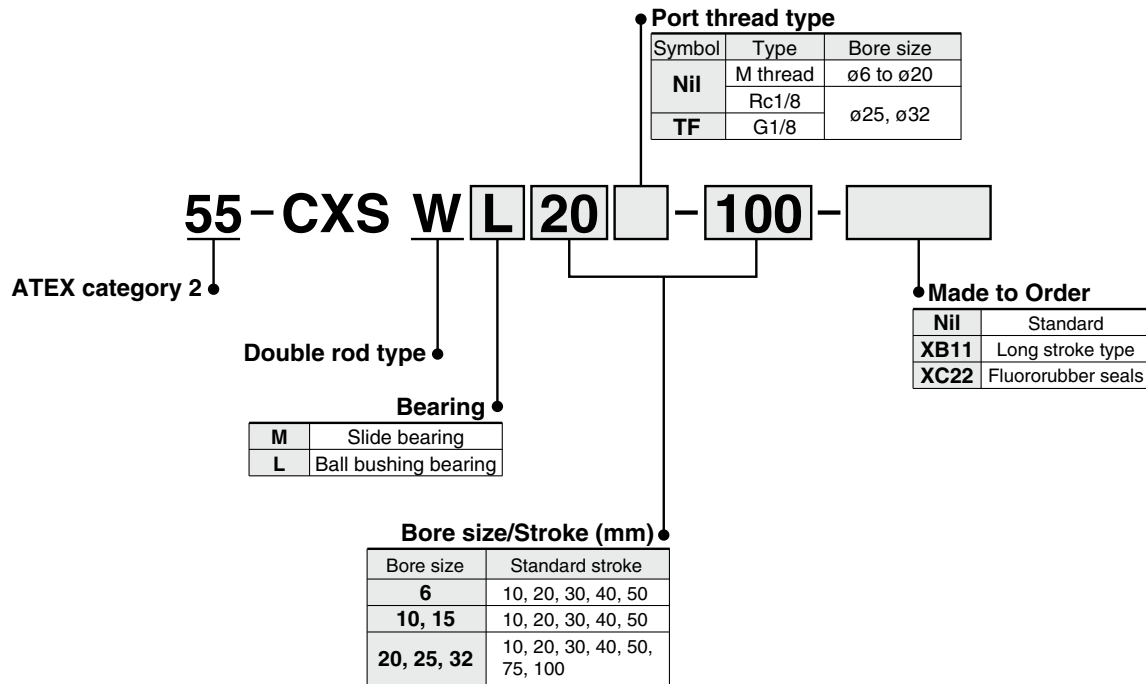 Port thread type
Symbol Type Bore size
Nil M thread ø6 to ø20
Rc1/8 ø25, ø32
TF G1/8
55 – CXS W L 20 – 100 –
ATEX category 2
Made to Order
Nil Standard
XB11 Long stroke type
XC22 Fluororubber seals
Double rod type
Bearing
M Slide bearing
L Ball bushing bearing
Bore size/Stroke (mm)
Bore size Standard stroke
6 10, 20, 30, 40, 50
10, 15 10, 20, 30, 40, 50
20, 25, 32 10, 20, 30, 40, 50,
75, 100